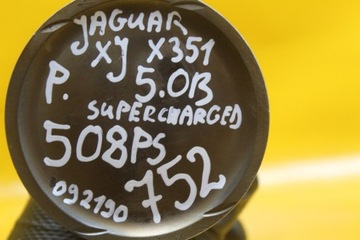 JAGUAR
XJ X351
P. 5.0B
SUPERCHARGED
508PS
092190 752